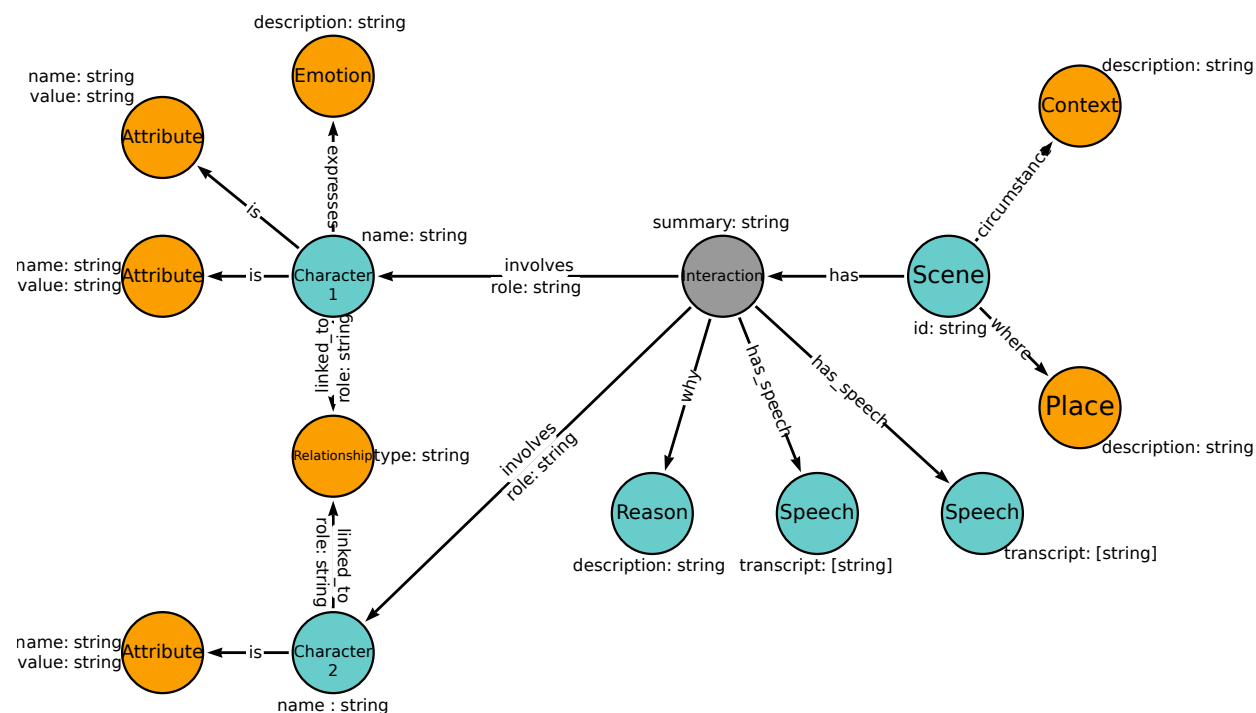 description: string
Emotion
description: string
Context
name: string
value: string
Attribute
expresses
circumstance
is
summary: string
name: string
name: string
value: string
Attribute
is
Character
1
involves
role: string
Interaction
has
Scene
id: string
where
linked_to
role: string
why
has_speech
has_speech
Place
description: string
Relationship
type: string
involves
role: string
Reason
description: string
Speech
transcript: [string]
Speech
transcript: [string]
role: string
linked_to
name: string
value: string
Attribute
is
Character
2
name : string